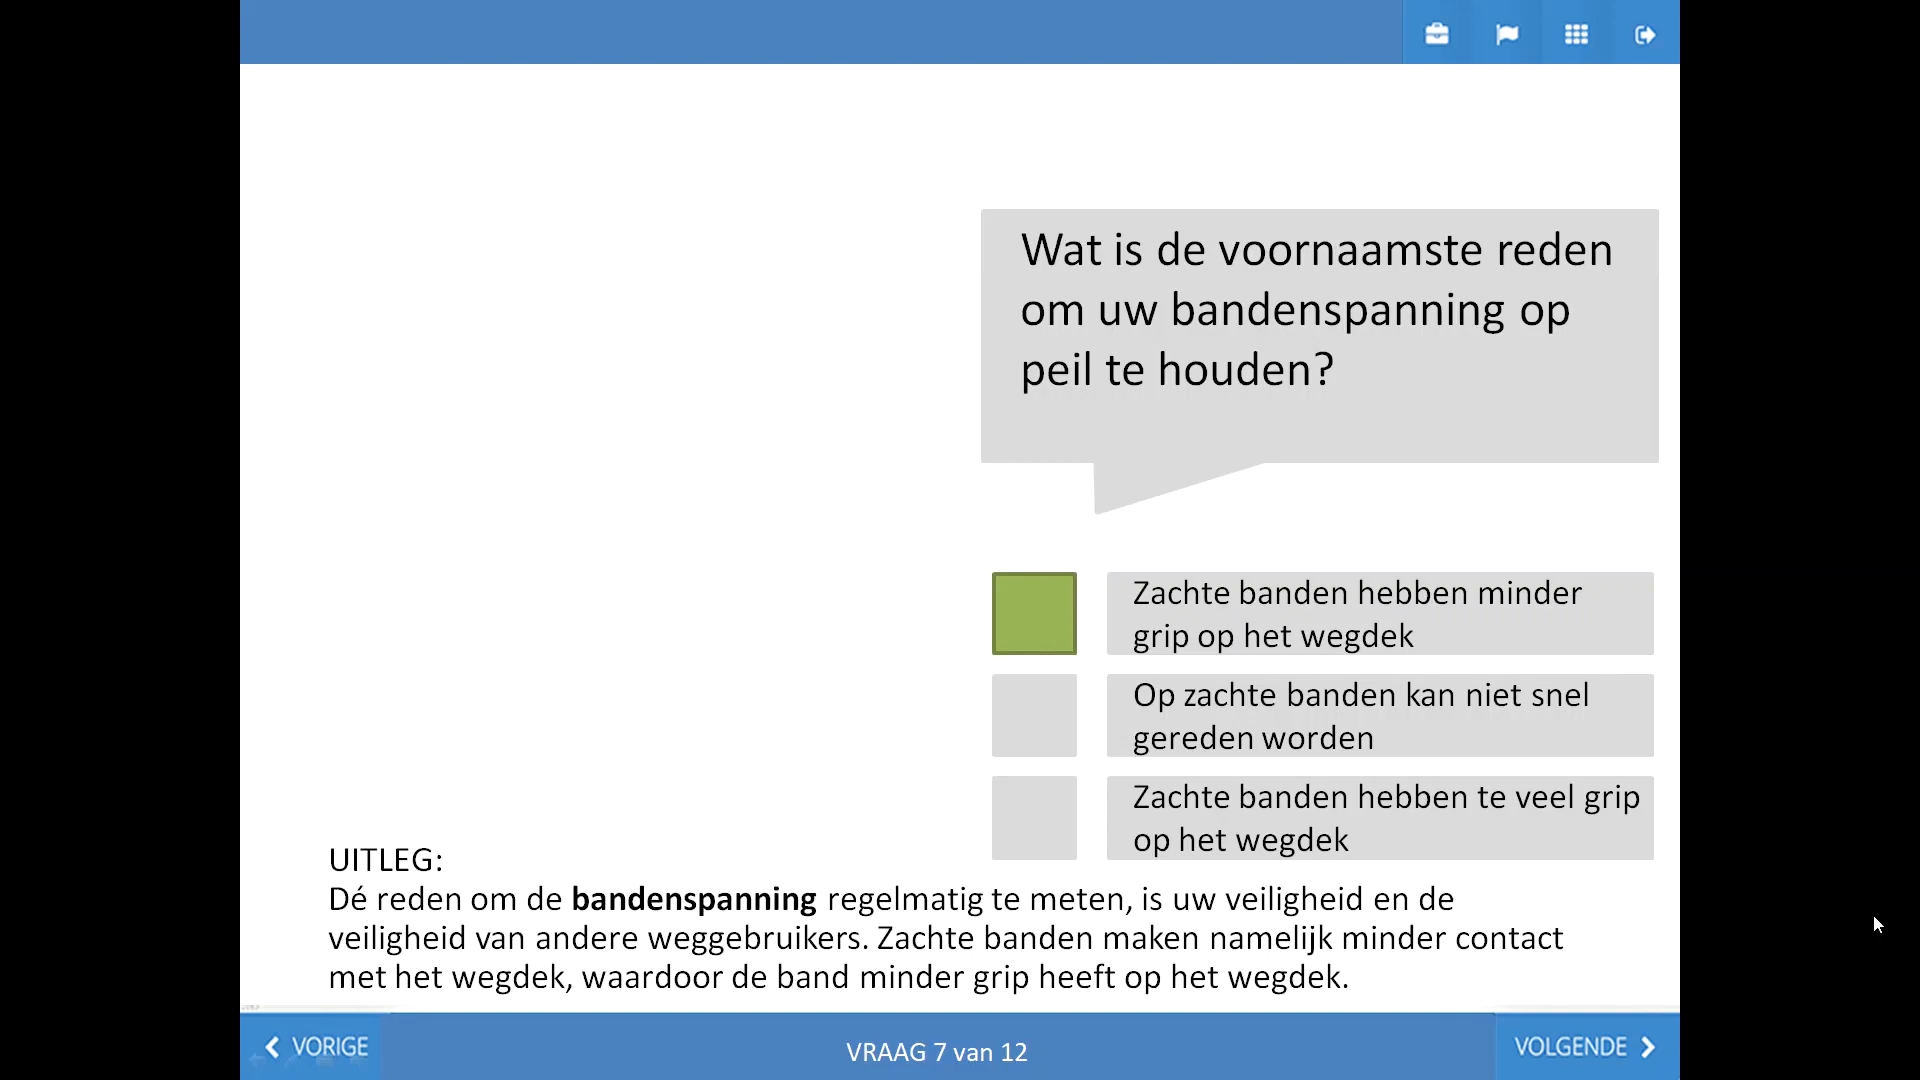 Wat is de voornaamste reden
om uw bandenspanning op
peil te houden?
Zachte banden hebben minder
grip op het wegdek
Op zachte banden kan niet snel
gereden worden
Zachte banden hebben te veel grip
op het wegdek
UITLEG:
Dé reden om de bandenspanning regelmatig te meten, is uw veiligheid en de
veiligheid van andere weggebruikers. Zachte banden maken namelijk minder contact
met het wegdek, waardoor de band minder grip heeft op het wegdek.
VORIGE
VRAAG 7 van 12
VOLGENDE